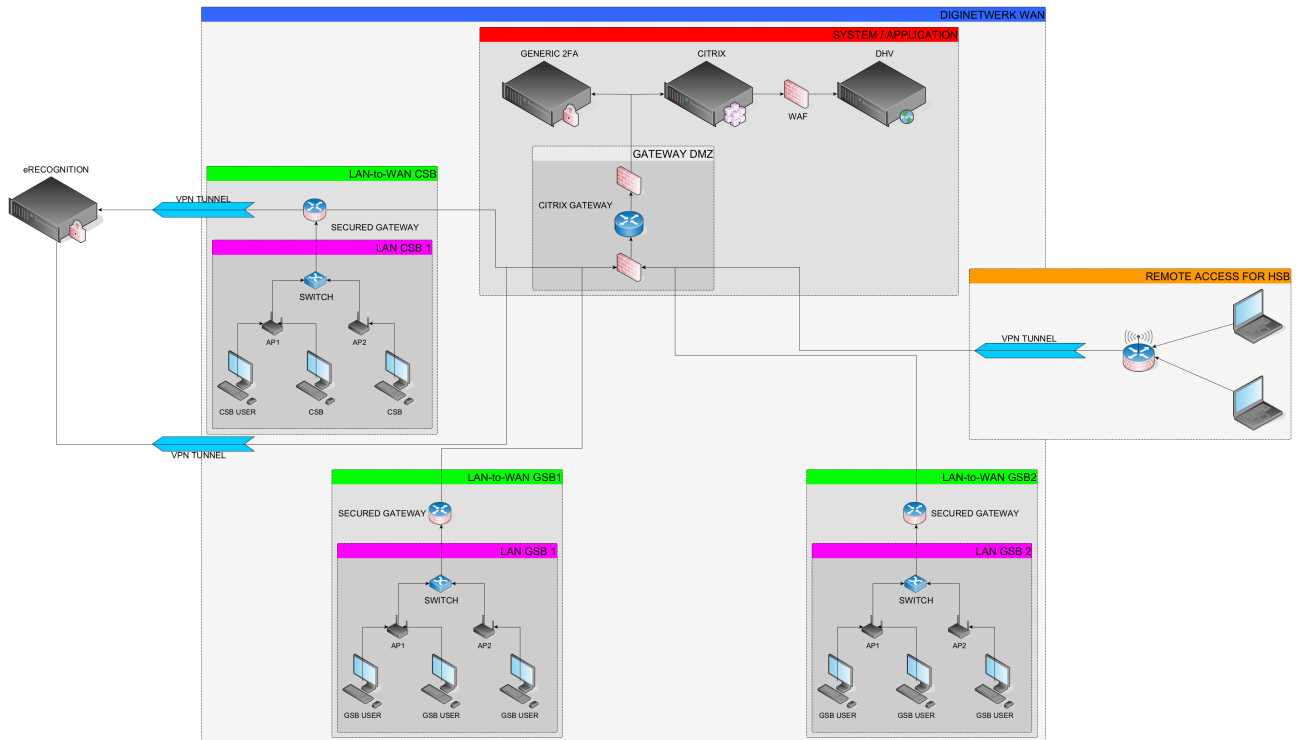 DIGINETWERK WAN
SYSTEM / APPLICATION
GENERIC 2FA
CITRIX
DHV
WAF
GATEWAY DMZ
CITRIX GATEWAY
eRECOGNITION
VPN TUNNEL
LAN-to-WAN CSB
SECURED GATEWAY
LAN CSB 1
SWITCH
AP1
AP2
CSB USER
CSB
CSB
VPN TUNNEL
REMOTE ACCESS FOR HSB
VPN TUNNEL
LAN-to-WAN GSB1
SECURED GATEWAY
LAN GSB 1
SWITCH
AP1
AP2
GSB USER
GSB USER
GSB USER
LAN-to-WAN GSB2
SECURED GATEWAY
LAN GSB 2
SWITCH
AP1
AP2
GSB USER
GSB USER
GSB USER